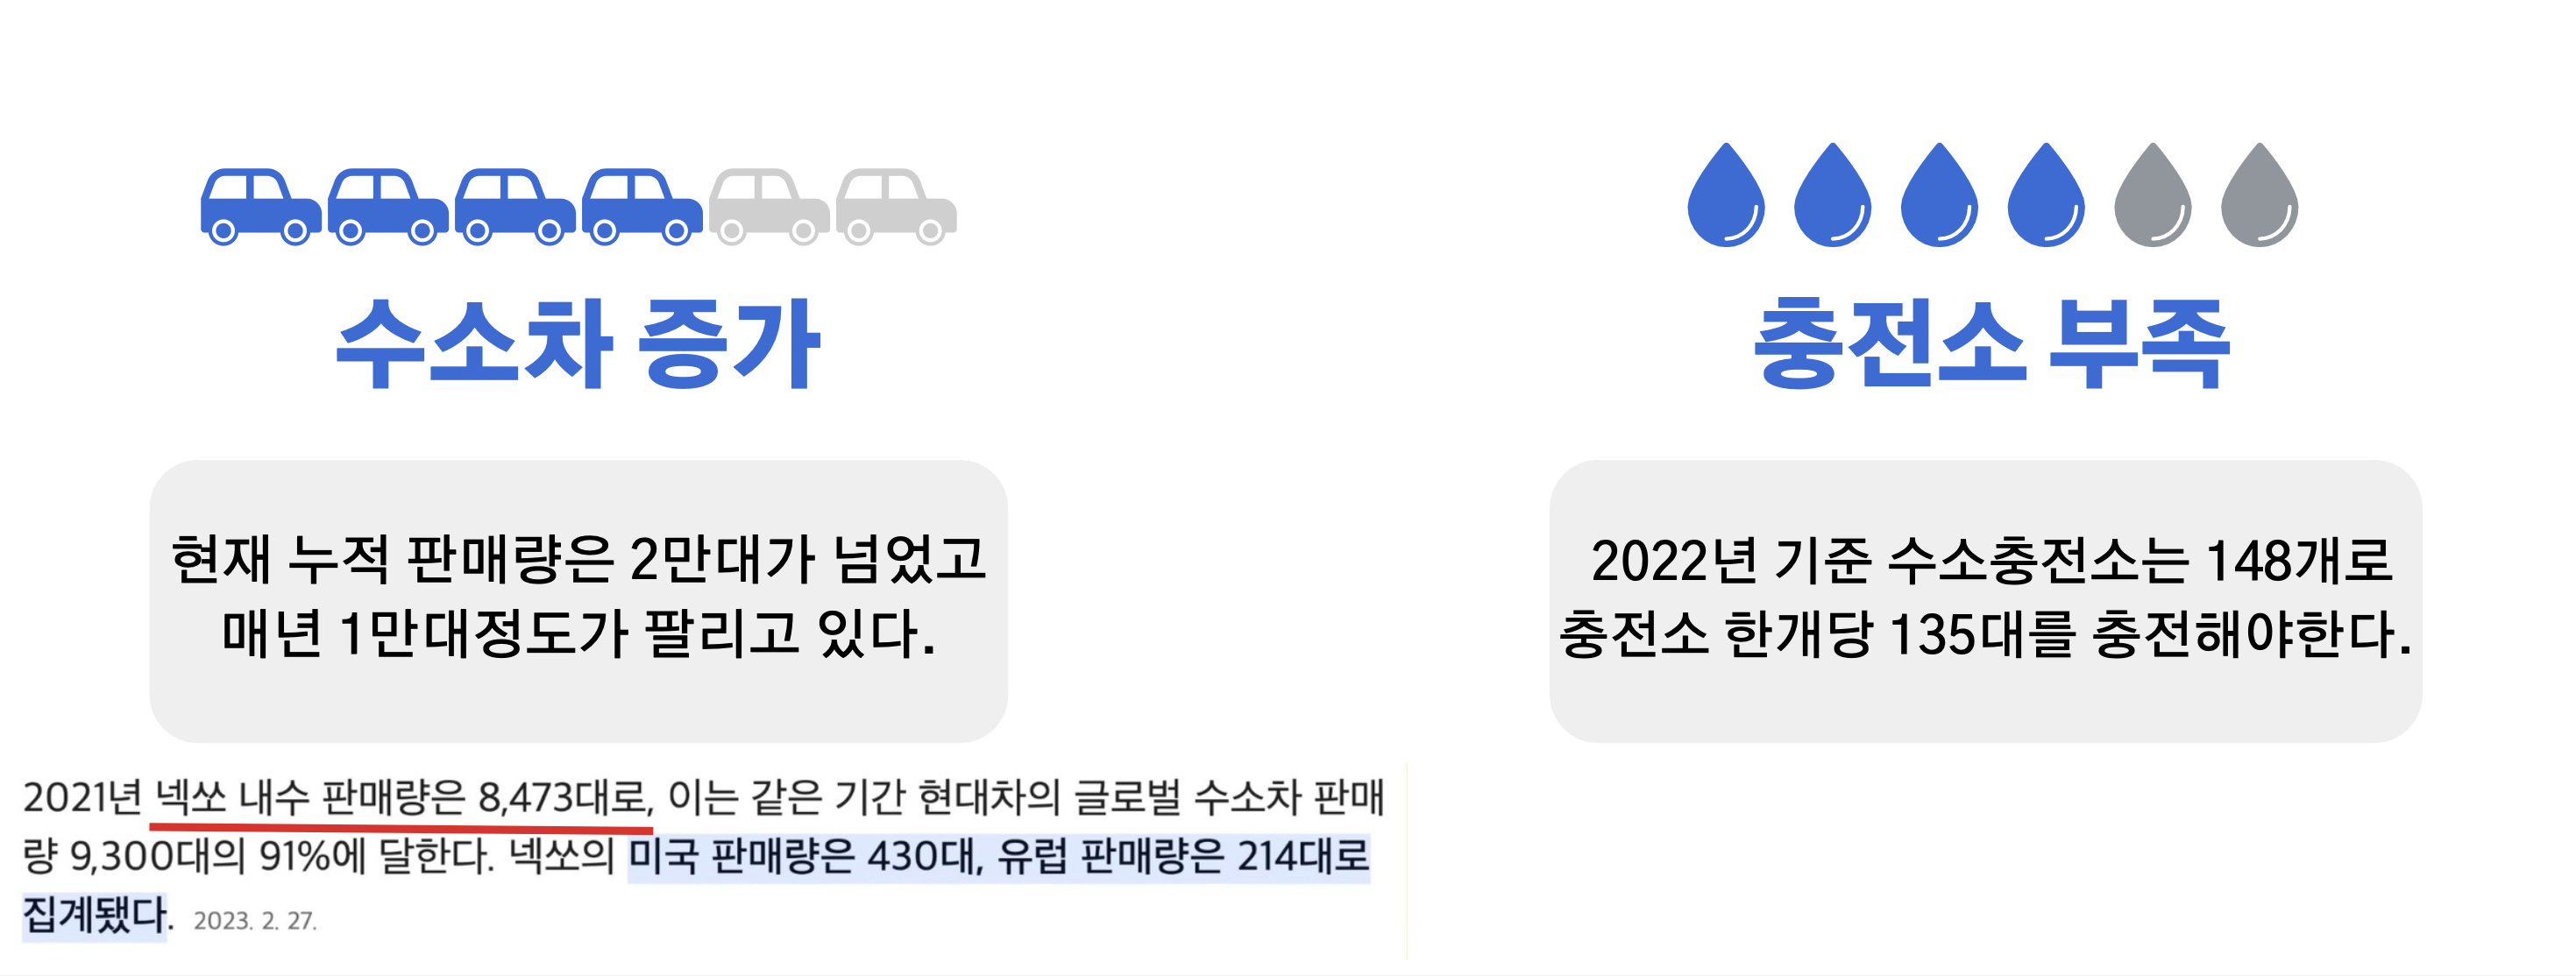 수소차 증가
현재 누적 판매량은 2만대가 넘었고
매년 1만대정도가 팔리고 있다.
2021년 넥쏘 내수 판매량은 8,473대로, 이는 같은 기간 현대차의 글로벌 수소차 판매
량 9,300대의 91%에 달한다. 넥쏘의 미국 판매량은 430대, 유럽 판매량은 214대로
집계됐다. 2023. 2. 27.
충전소 부족
2022년 기준 수소충전소는 148개로
충전소 한개당 135대를 충전해야한다.